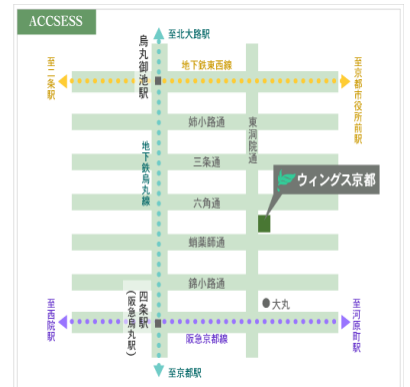 ACCSESS
至北大路駅
烏丸御池駅
地下鉄東西線
至二条駅
至京都市役所前駅
姉小路通
東洞院通
地下鉄烏丸線
三条通
ウィングス京都
六角通
蛸薬師通
錦小路通
四条駅
(阪急烏丸駅)
大丸
至西院駅
至河原町駅
阪急京都線
至京都駅